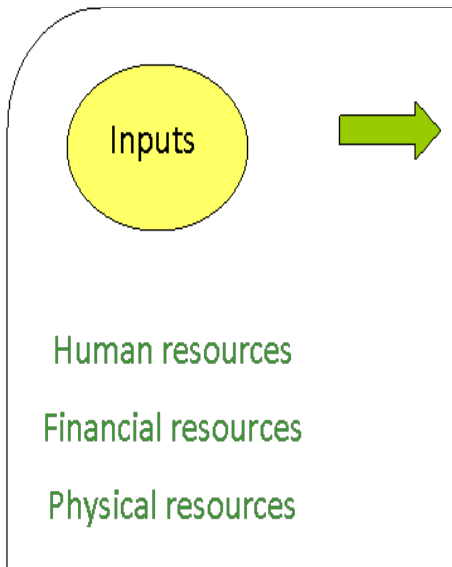 Inputs
Human resources
Financial resources
Physical resources